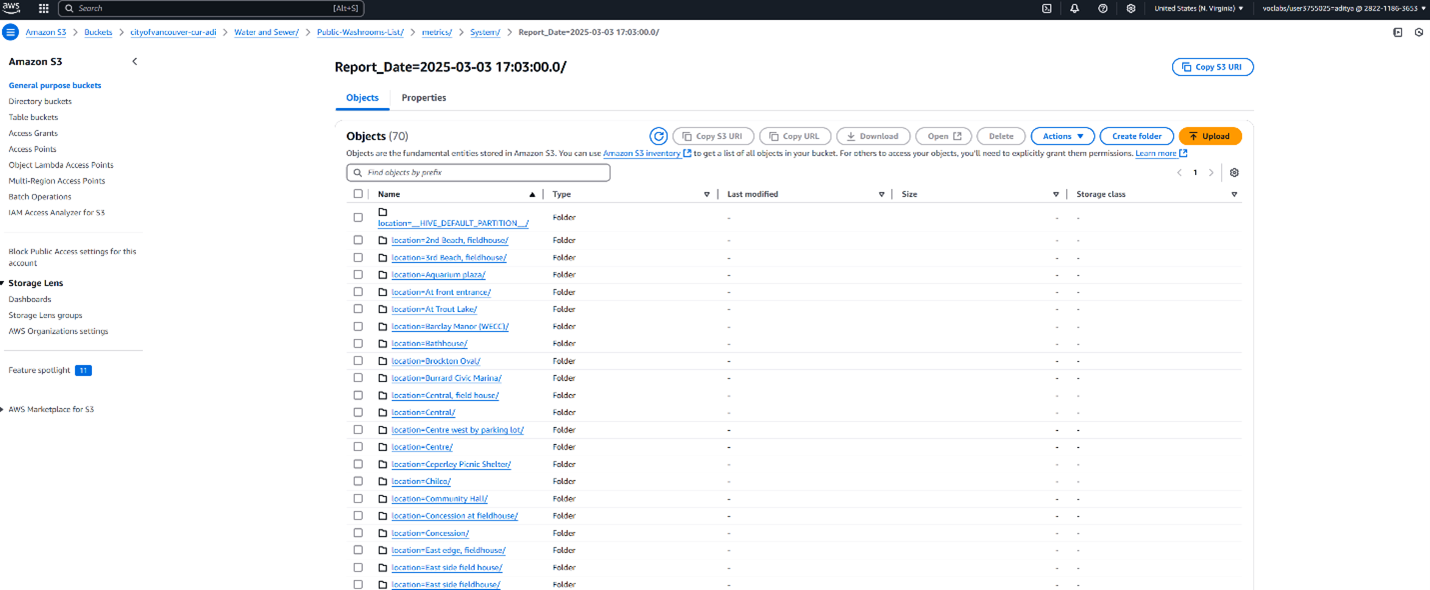 aws
Search [Alt+S] United States (N. Virginia) ▼ voclabs/user3755025=aditya @ 2822-1186-3653 ▼
Amazon S3 > Buckets > cityofvancouver-cur-adi > Water and Sewer/ > Public-Washrooms-List/ > metrics/ > System/ > Report_Date=2025-03-03 17:03:00.0/
Amazon S3
General purpose buckets
Directory buckets
Table buckets
Access Grants
Access Points
Object Lambda Access Points
Multi-Region Access Points
Batch Operations
IAM Access Analyzer for S3
Block Public Access settings for this
account
Storage Lens
Dashboards
Storage Lens groups
AWS Organizations settings
Feature spotlight 11
AWS Marketplace for S3
Report_Date=2025-03-03 17:03:00.0/
Copy S3 URI
Objects Properties
Objects (70)
Copy S3 URI Copy URL Download Open Delete Actions ▼ Create folder Upload
Objects are the fundamental entities stored in Amazon S3. You can use Amazon S3 inventory to get a list of all objects in your bucket. For others to access your objects, you'll need to explicitly grant them permissions. Learn more
Find objects by prefix
< 1 >
Name Type Last modified Size Storage class
location=__HIVE_DEFAULT_PARTITION__/ Folder - - -
location=2nd Beach, fieldhouse/ Folder - - -
location=3rd Beach, fieldhouse/ Folder - - -
location=Aquarium plaza/ Folder - - -
location=At front entrance/ Folder - - -
location=At Trout Lake/ Folder - - -
location=Barclay Manor (WECC)/ Folder - - -
location=Bathhouse/ Folder - - -
location=Brockton Oval/ Folder - - -
location=Burrard Civic Marina/ Folder - - -
location=Central, field house/ Folder - - -
location=Central/ Folder - - -
location=Centre west by parking lot/ Folder - - -
location=Centre/ Folder - - -
location=Ceperley Picnic Shelter/ Folder - - -
location=Chilco/ Folder - - -
location=Community Hall/ Folder - - -
location=Concession at fieldhouse/ Folder - - -
location=Concession/ Folder - - -
location=East edge, fieldhouse/ Folder - - -
location=East side field house/ Folder - - -
location=East side fieldhouse/ Folder - - -